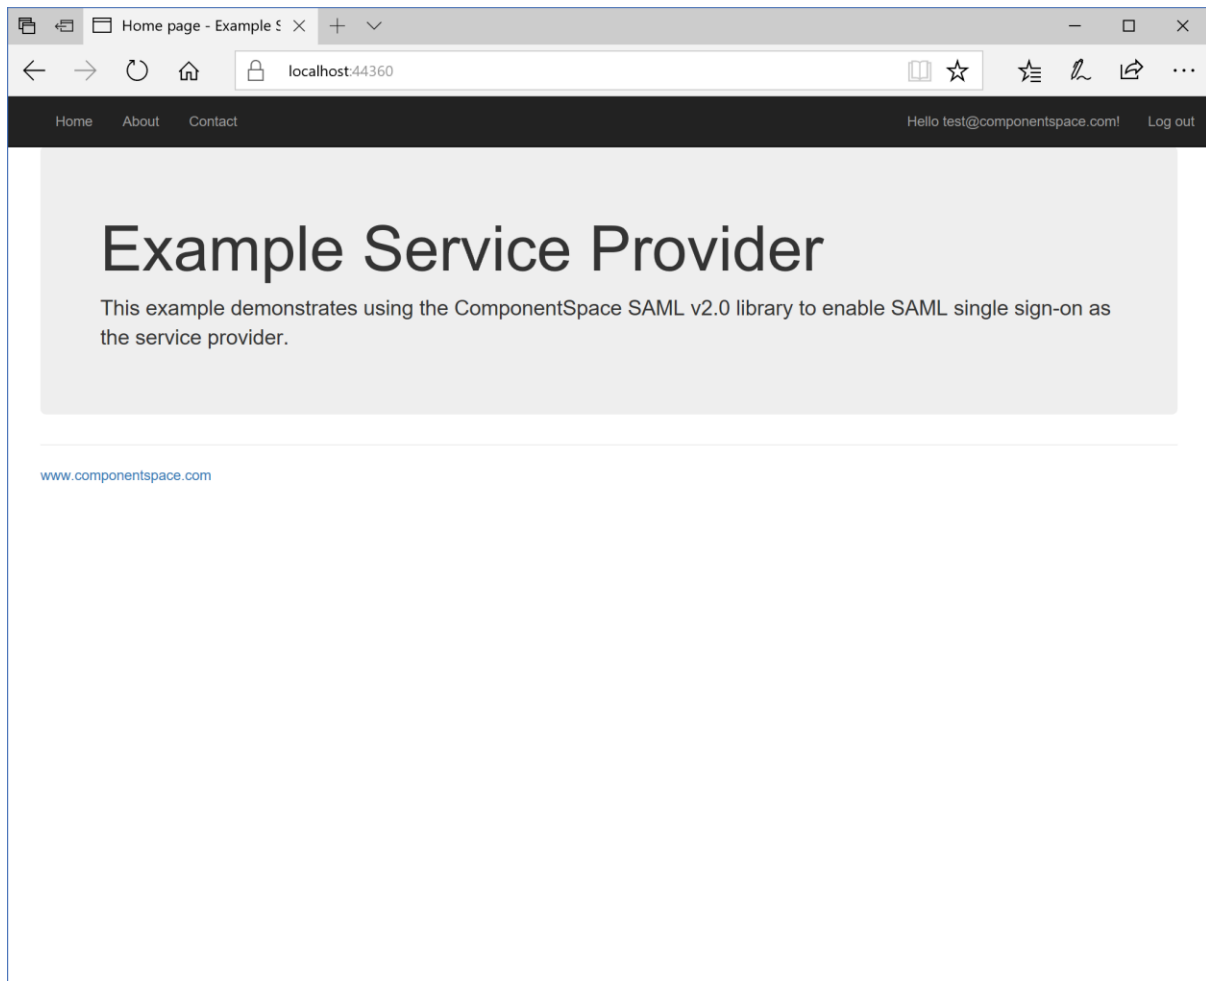 Home page - Example S
localhost:44360
Home About Contact Hello test@componentspace.com! Log out
Example Service Provider
This example demonstrates using the ComponentSpace SAML v2.0 library to enable SAML single sign-on as
the service provider.
www.componentspace.com